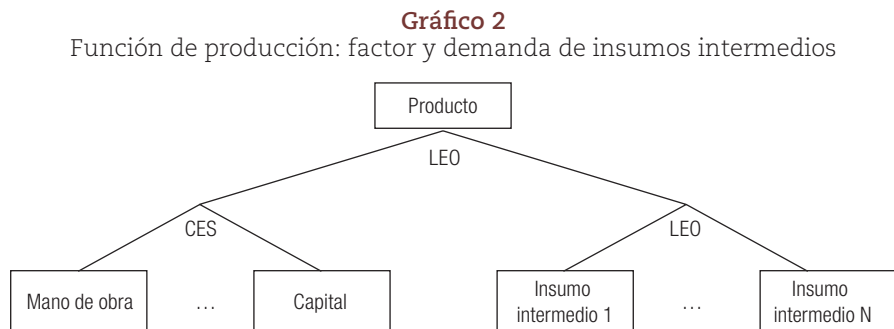 Gráfico 2
Función de producción: factor y demanda de insumos intermedios
Producto
LEO
CES
LEO
Mano de obra
...
Capital
Insumo
intermedio 1
...
Insumo
intermedio N